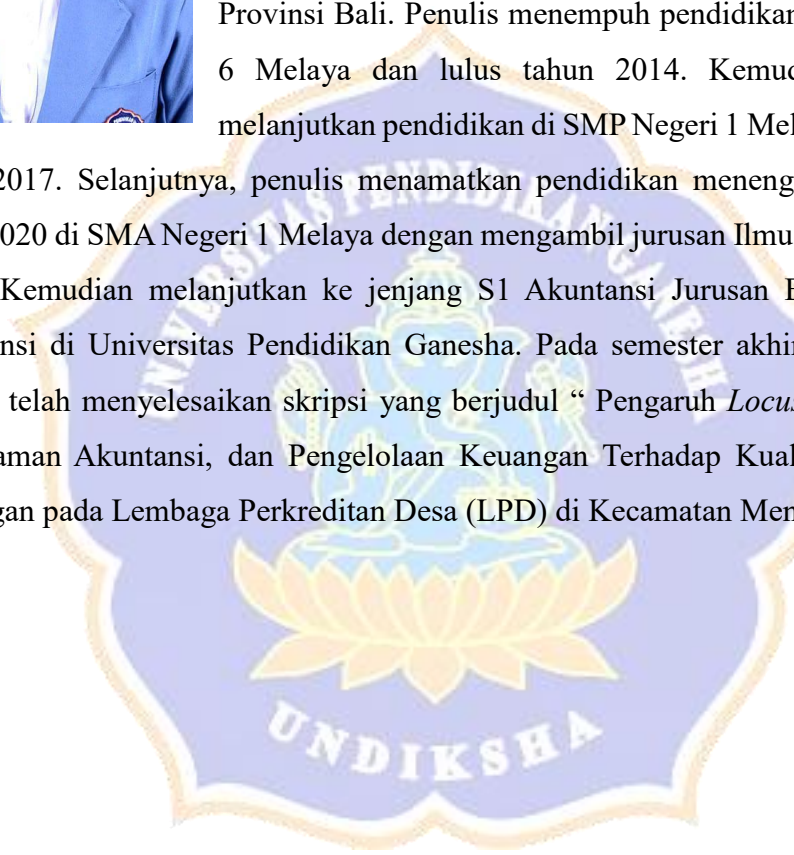 Provinsi Bali. Penulis menempuh pendidikan
6 Melaya dan lulus tahun 2014. Kemud
melanjutkan pendidikan di SMP Negeri 1 Mel
2017. Selanjutnya, penulis menamatkan pendidikan meneng
020 di SMA Negeri 1 Melaya dengan mengambil jurusan Ilmu
Kemudian melanjutkan ke jenjang S1 Akuntansi Jurusan E
nsi di Universitas Pendidikan Ganesha. Pada semester akhir
telah menyelesaikan skripsi yang berjudul “ Pengaruh Locus
aman Akuntansi, dan Pengelolaan Keuangan Terhadap Kual
gan pada Lembaga Perkreditan Desa (LPD) di Kecamatan Men
UNIVERSITAS PENDIDIKAN GANESHA
UNDIKSHA